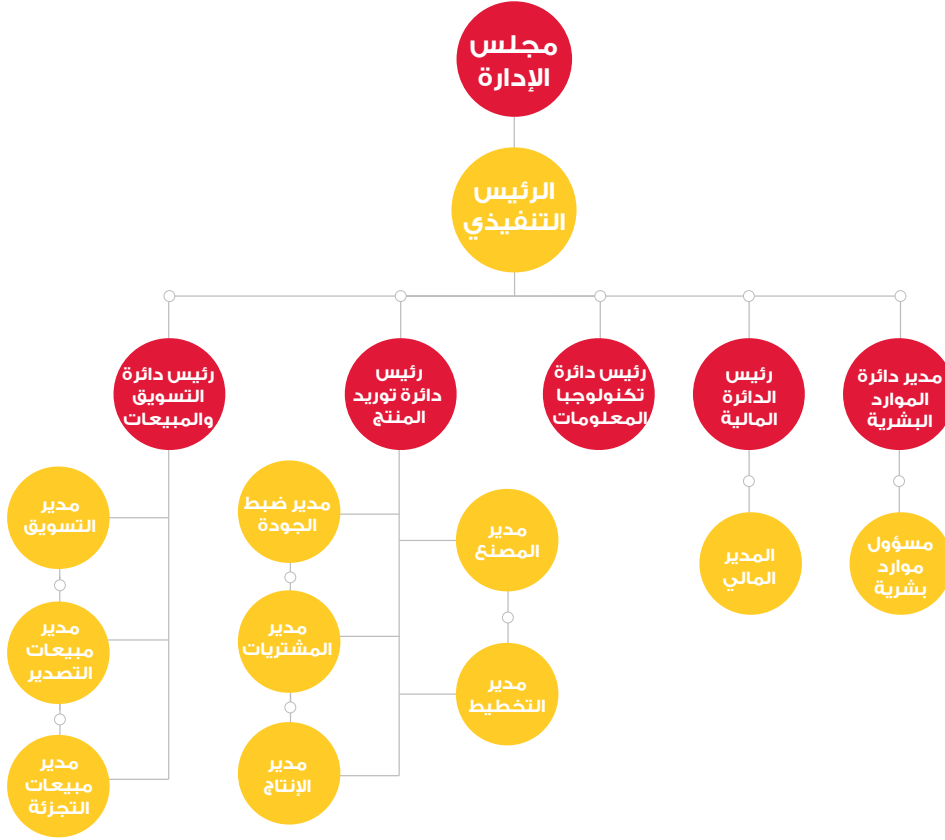 مجلس
الإدارة
الرئيس
التنفيذي
مدير دائرة
الموارد
البشرية
رئيس
الدائرة
المالية
رئيس دائرة
تكنولوجبا
المعلومات
رئيس
دائرة توريد
المنتج
رئيس دائرة
التسويق
والمبيعات
مسؤول
موارد
بشرية
المدير
المالي
مدير
المصنع
مدير
التخطيط
مدير ضبط
الجودة
مدير
المشتريات
مدير
الإنتاج
مدير
التسويق
مدير
مبيعات
التصدير
مدير
مبيعات
التجزئة